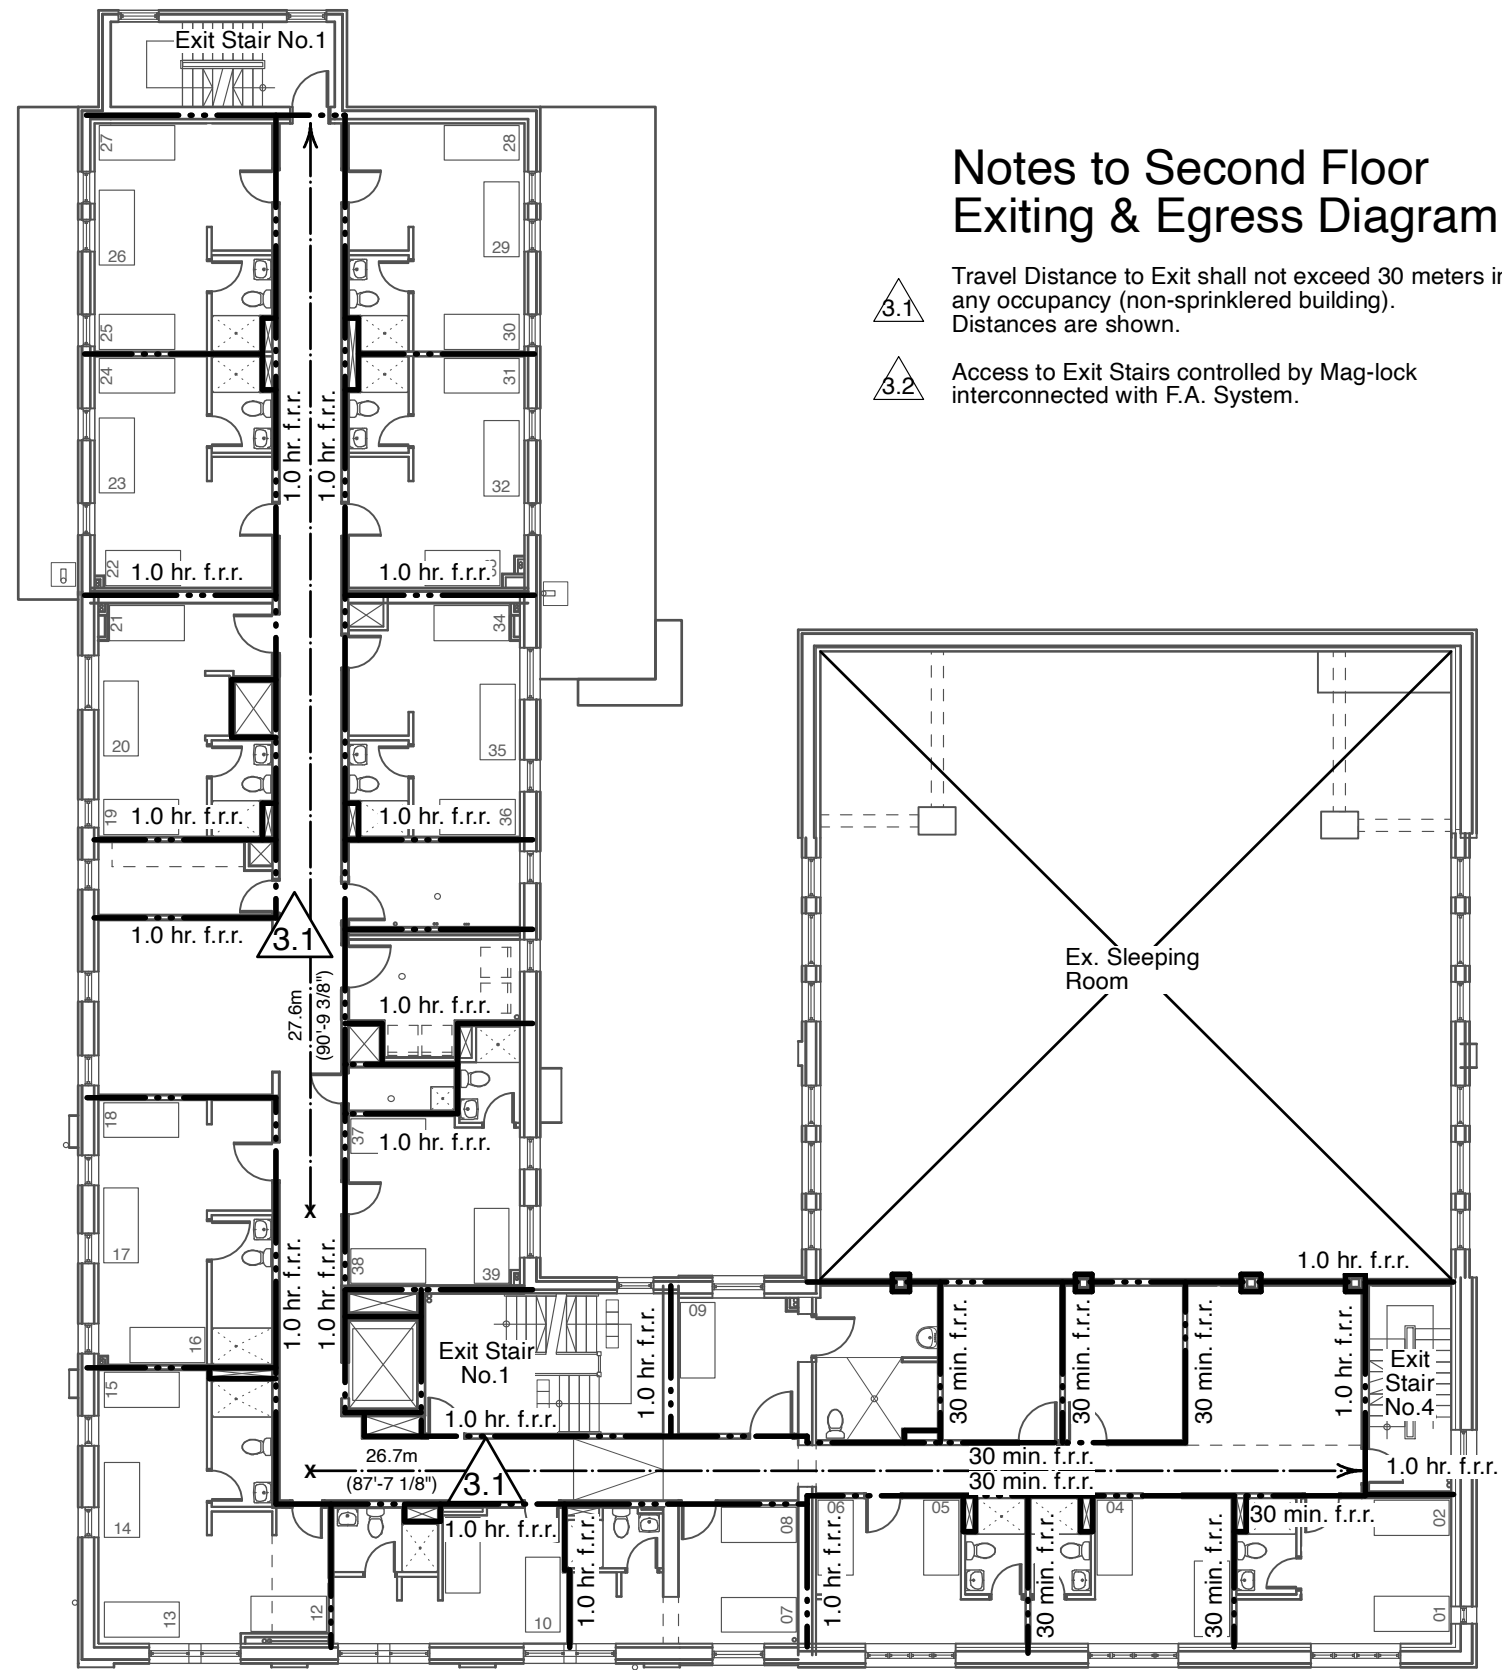 Exit Stair No.1
Notes to Second Floor
Exiting & Egress Diagram
3.1
Travel Distance to Exit shall not exceed 30 meters in
any occupancy (non-sprinklered building).
Distances are shown.
3.2
Access to Exit Stairs controlled by Mag-lock
interconnected with F.A. System.
27
28
26
29
25
30
24
31
1.0 hr. f.r.r.
1.0 hr. f.r.r.
23
32
22
1.0 hr. f.r.r.
1.0 hr. f.r.r.
21
34
20
35
19
1.0 hr. f.r.r.
1.0 hr. f.r.r.
36
1.0 hr. f.r.r.
3.1
Ex. Sleeping
Room
27.6m
(90'-9 3/8")
1.0 hr. f.r.r.
18
37
1.0 hr. f.r.r.
17
x
38
39
1.0 hr. f.r.r.
1.0 hr. f.r.r.
1.0 hr. f.r.r.
16
09
Exit Stair
No.1
1.0 hr. f.r.r.
30 min. f.r.r.
30 min. f.r.r.
30 min. f.r.r.
1.0 hr. f.r.r.
Exit
Stair
No.4
15
1.0 hr. f.r.r.
26.7m
(87'-7 1/8")
x
3.1
30 min. f.r.r.
30 min. f.r.r.
1.0 hr. f.r.r.
14
1.0 hr. f.r.r.
08
06
05
04
30 min. f.r.r.
02
1.0 hr. f.r.r.
1.0 hr. f.r.r.
30 min. f.r.r.
30 min. f.r.r.
13
12
10
07
01